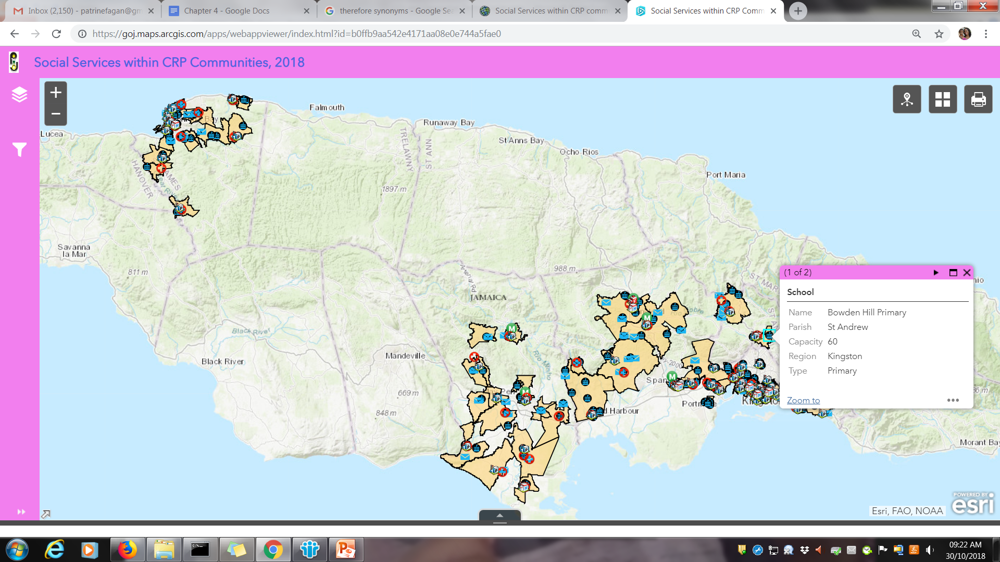 Inbox (2,150) - patrinefagan@gm
Chapter 4 - Google Docs
therefore synonyms - Google Sea
Social Services within CRP comm
Social Services within CRP Comm
https://goj.maps.arcgis.com/apps/webappviewer/index.html?id=b0ffb9aa542e4171aa08e0e744a5fae0
Social Services within CRP Communities, 2018
Falmouth
Runaway Bay
Lucea
St Anns Bay
Ocho Rios
TRELAWNY
ST ANN
HANOVER
Port Maria
1897 m
Savanna
la Mar
811 m
988 m
JAMAICA
Black River
Mandeville
Black River
Rio Minho
669 m
848 m
Morant Bay
(1 of 2)
School
Name Bowden Hill Primary
Parish St Andrew
Capacity 60
Region Kingston
Type Primary
Zoom to
POWERED BY
esri
Esri, FAO, NOAA
09:22 AM
30/10/2018